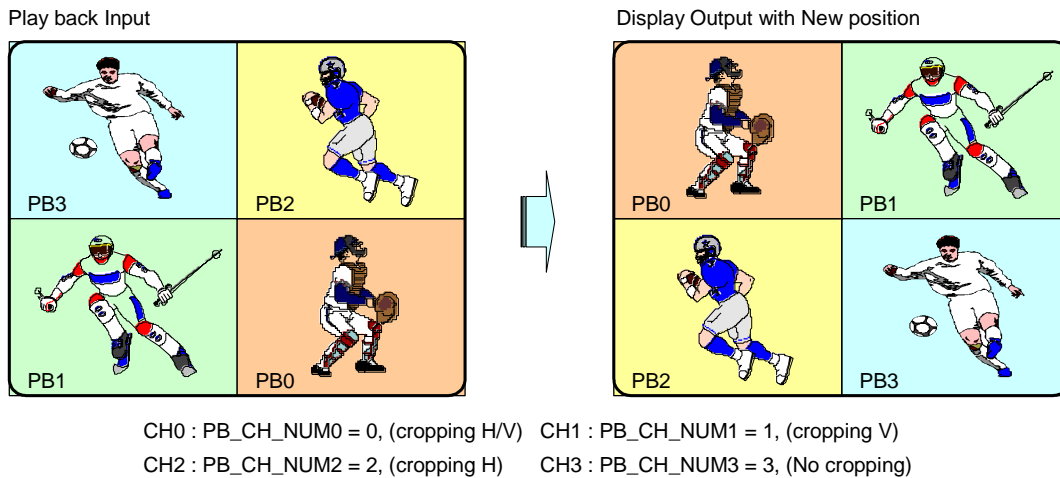 Play back Input
Display Output with New position
PB3
PB2
PB0
PB1
PB1
PB0
PB2
PB3
CH0 : PB_CH_NUM0 = 0, (cropping H/V) CH1 : PB_CH_NUM1 = 1, (cropping V)
CH2 : PB_CH_NUM2 = 2, (cropping H) CH3 : PB_CH_NUM3 = 3, (No cropping)